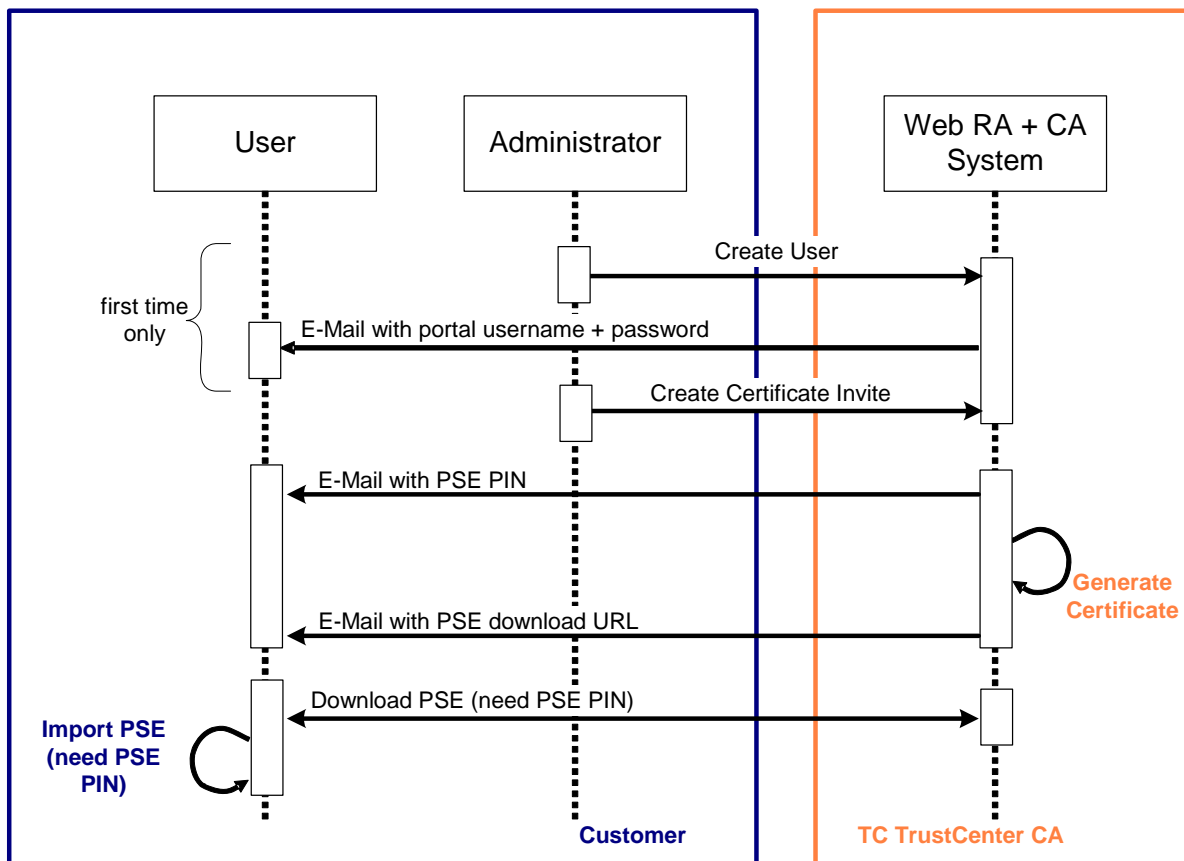 User
Administrator
Web RA + CA
System
Create User
first time
only
E-Mail with portal username + password
Create Certificate Invite
E-Mail with PSE PIN
Generate
Certificate
E-Mail with PSE download URL
Download PSE (need PSE PIN)
Import PSE
(need PSE
PIN)
Customer
TC TrustCenter CA